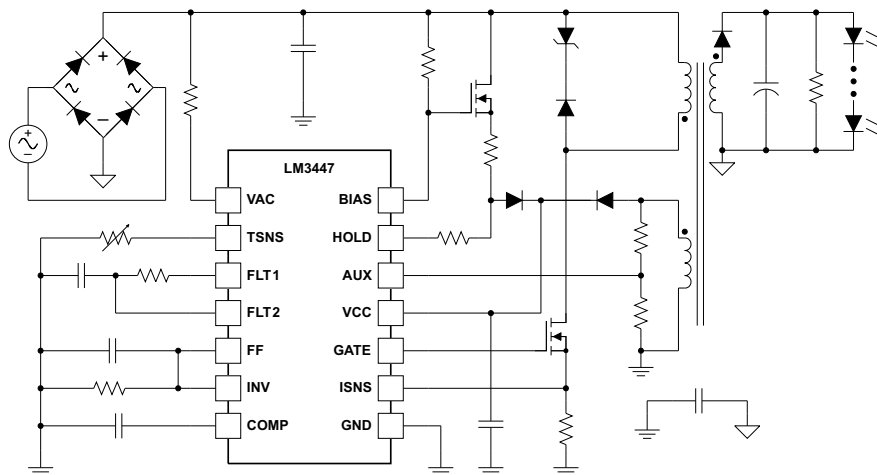 LM3447
VAC
BIAS
TSNS
HOLD
FLT1
AUX
FLT2
VCC
FF
GATE
INV
ISNS
COMP
GND